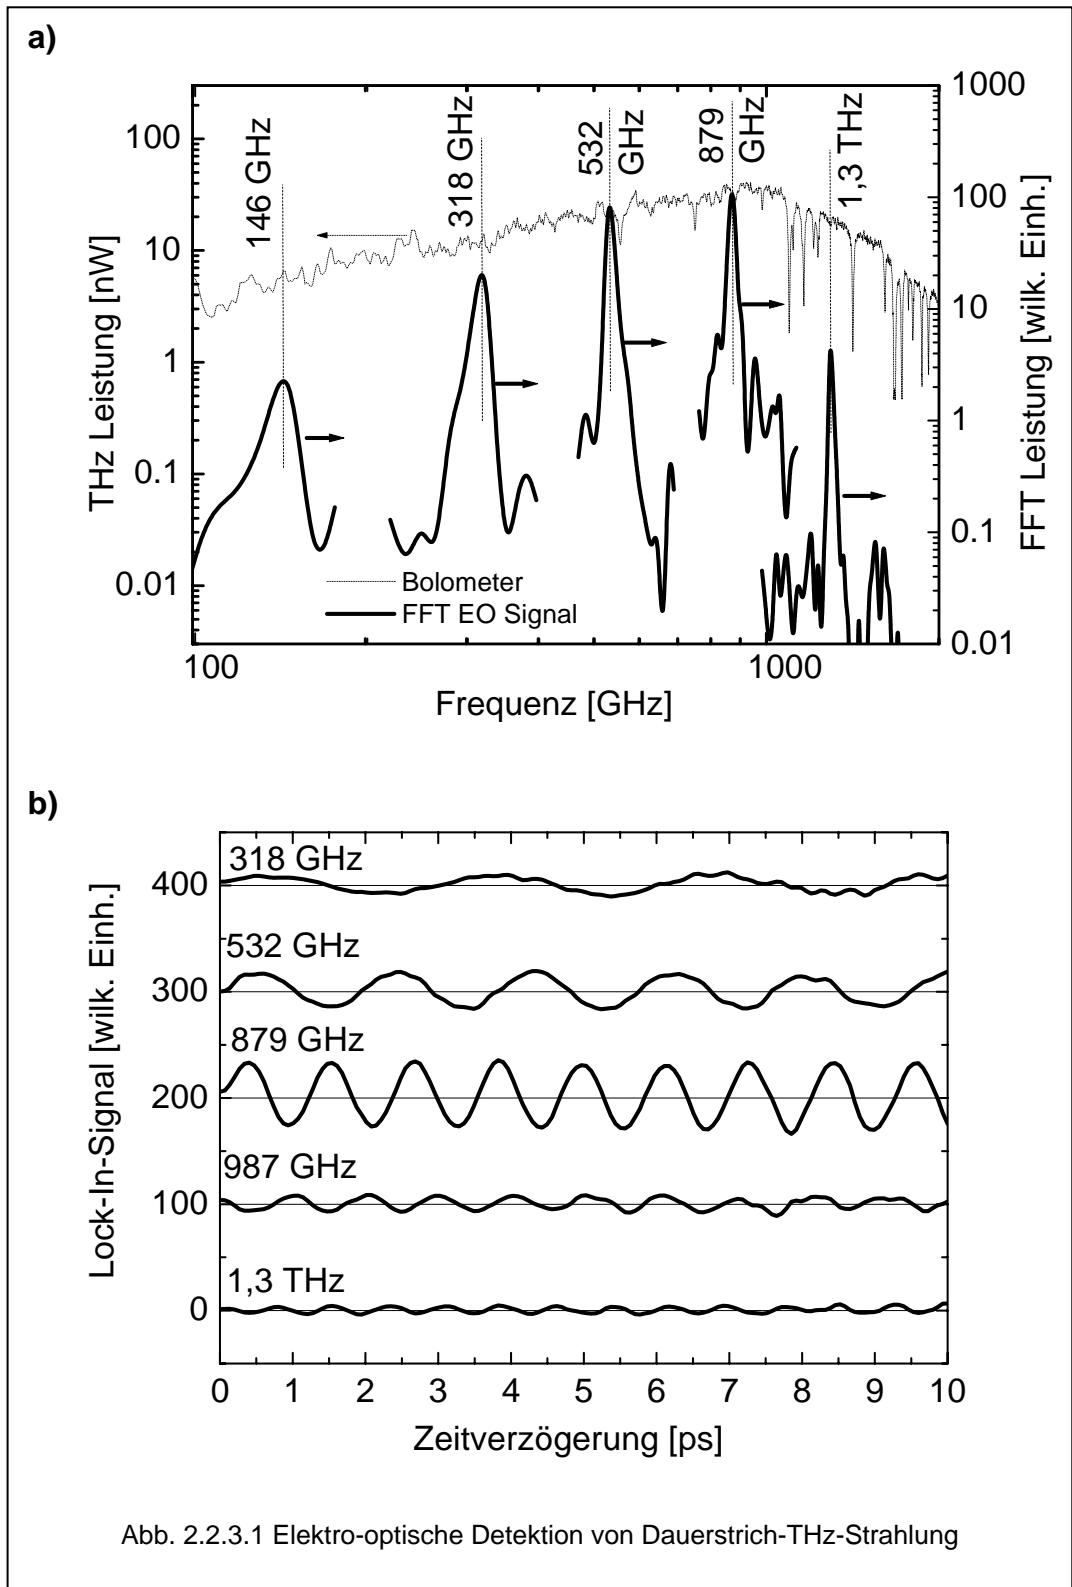 a)
146 GHz
318 GHz
532 GHz
879 GHz
1,3 THz
100
10
1
0.1
0.01
THz Leistung [nW]
1000
100
10
1
0.1
0.01
FFT Leistung [wilk. Einh.]
Bolometer
FFT EO Signal
100
1000
Frequenz [GHz]
b)
318 GHz
532 GHz
879 GHz
987 GHz
1,3 THz
400
300
200
100
0
Lock-In-Signal [wilk. Einh.]
0 1 2 3 4 5 6 7 8 9 10
Zeitverzögerung [ps]
Abb. 2.2.3.1 Elektro-optische Detektion von Dauerstrich-THz-Strahlung